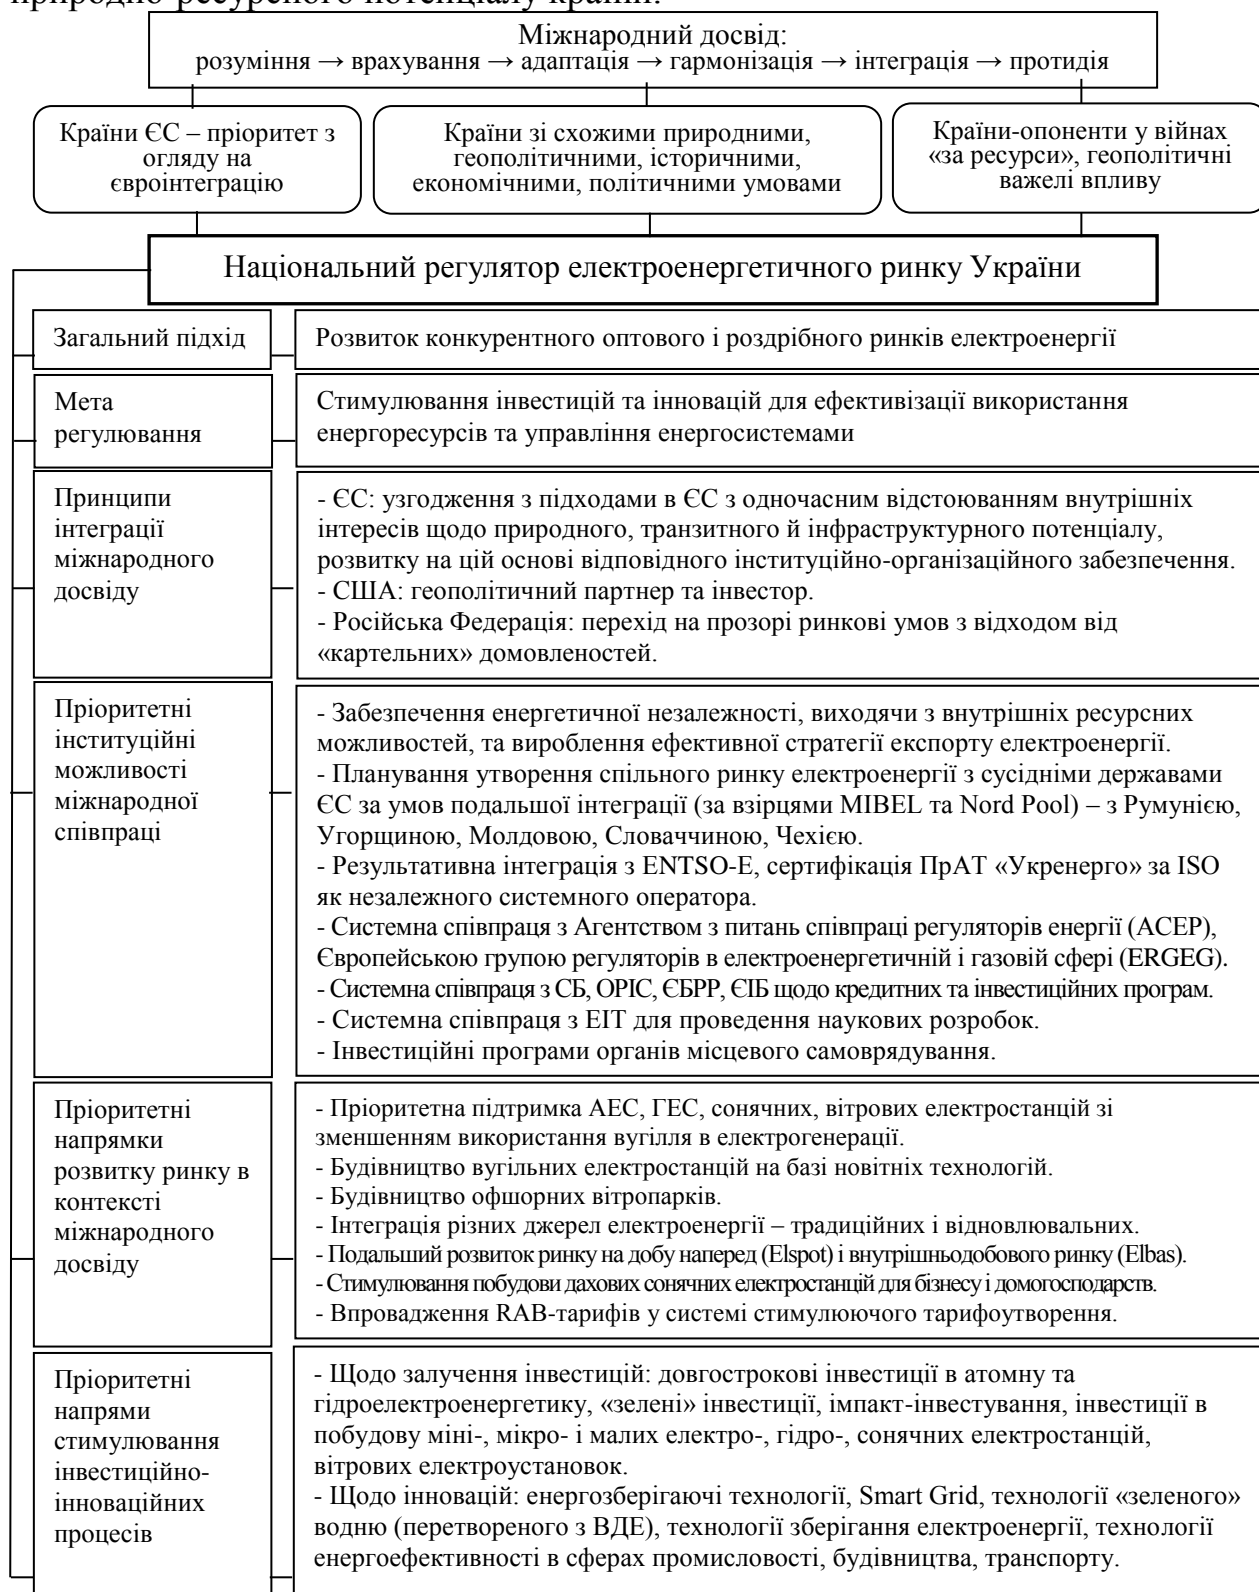 природно-ресурсного потенціалу країни.
Міжнародний досвід:
розуміння → врахування → адаптація → гармонізація → інтеграція → протидія
Країни ЄС – пріоритет з
огляду на
євроінтеграцію
Країни зі схожими природними,
геополітичними, історичними,
економічними, політичними умовами
Країни-опоненти у війнах
«за ресурси», геополітичні
важелі впливу
Національний регулятор електроенергетичного ринку України
Загальний підхід
Розвиток конкурентного оптового і роздрібного ринків електроенергії
Мета
регулювання
Стимулювання інвестицій та інновацій для ефективізації використання
енергоресурсів та управління енергосистемами
Принципи
інтеграції
міжнародного
досвіду
- ЄС: узгодження з підходами в ЄС з одночасним відстоюванням внутрішніх
інтересів щодо природного, транзитного й інфраструктурного потенціалу,
розвитку на цій основі відповідного інституційно-організаційного забезпечення.
- США: геополітичний партнер та інвестор.
- Російська Федерація: перехід на прозорі ринкові умов з відходом від
«картельних» домовленостей.
Пріоритетні
інституційні
можливості
міжнародної
співпраці
- Забезпечення енергетичної незалежності, виходячи з внутрішніх ресурсних
можливостей, та вироблення ефективної стратегії експорту електроенергії.
- Планування утворення спільного ринку електроенергії з сусідніми державами
ЄС за умов подальшої інтеграції (за взірцями MIBEL та Nord Pool) – з Румунією,
Угорщиною, Молдовою, Словаччиною, Чехією.
- Результативна інтеграція з ENTSO-E, сертифікація ПрАТ «Укренерго» за ISO
як незалежного системного оператора.
- Системна співпраця з Агентством з питань співпраці регуляторів енергії (ACEP),
Європейською групою регуляторів в електроенергетичній і газовій сфері (ERGEG).
- Системна співпраця з СБ, OPIC, ЄБРР, ЄІБ щодо кредитних та інвестиційних програм.
- Системна співпраця з EIT для проведення наукових розробок.
- Інвестиційні програми органів місцевого самоврядування.
Пріоритетні
напрямки
розвитку ринку в
контексті
міжнародного
досвіду
- Пріоритетна підтримка АЕС, ГЕС, сонячних, вітрових електростанцій зі
зменшенням використання вугілля в електрогенерації.
- Будівництво вугільних електростанцій на базі новітніх технологій.
- Будівництво офшорних вітропарків.
- Інтеграція різних джерел електроенергії – традиційних і відновлювальних.
- Подальший розвиток ринку на добу наперед (Elspot) і внутрішньодобового ринку (Elbas).
- Стимулювання побудови дахових сонячних електростанцій для бізнесу і домогосподарств.
- Впровадження RAB-тарифів у системі стимулюючого тарифоутворення.
Пріоритетні
напрями
стимулювання
інвестиційно-
інноваційних
процесів
- Щодо залучення інвестицій: довгострокові інвестиції в атомну та
гідроелектроенергетику, «зелені» інвестиції, імпакт-інвестування, інвестиції в
побудову міні-, мікро- і малих електро-, гідро-, сонячних електростанцій,
вітрових електроустановок.
- Щодо інновацій: енергозберігаючі технології, Smart Grid, технології «зеленого»
водню (перетвореного з ВДЕ), технології зберігання електроенергії, технології
енергоефективності в сферах промисловості, будівництва, транспорту.